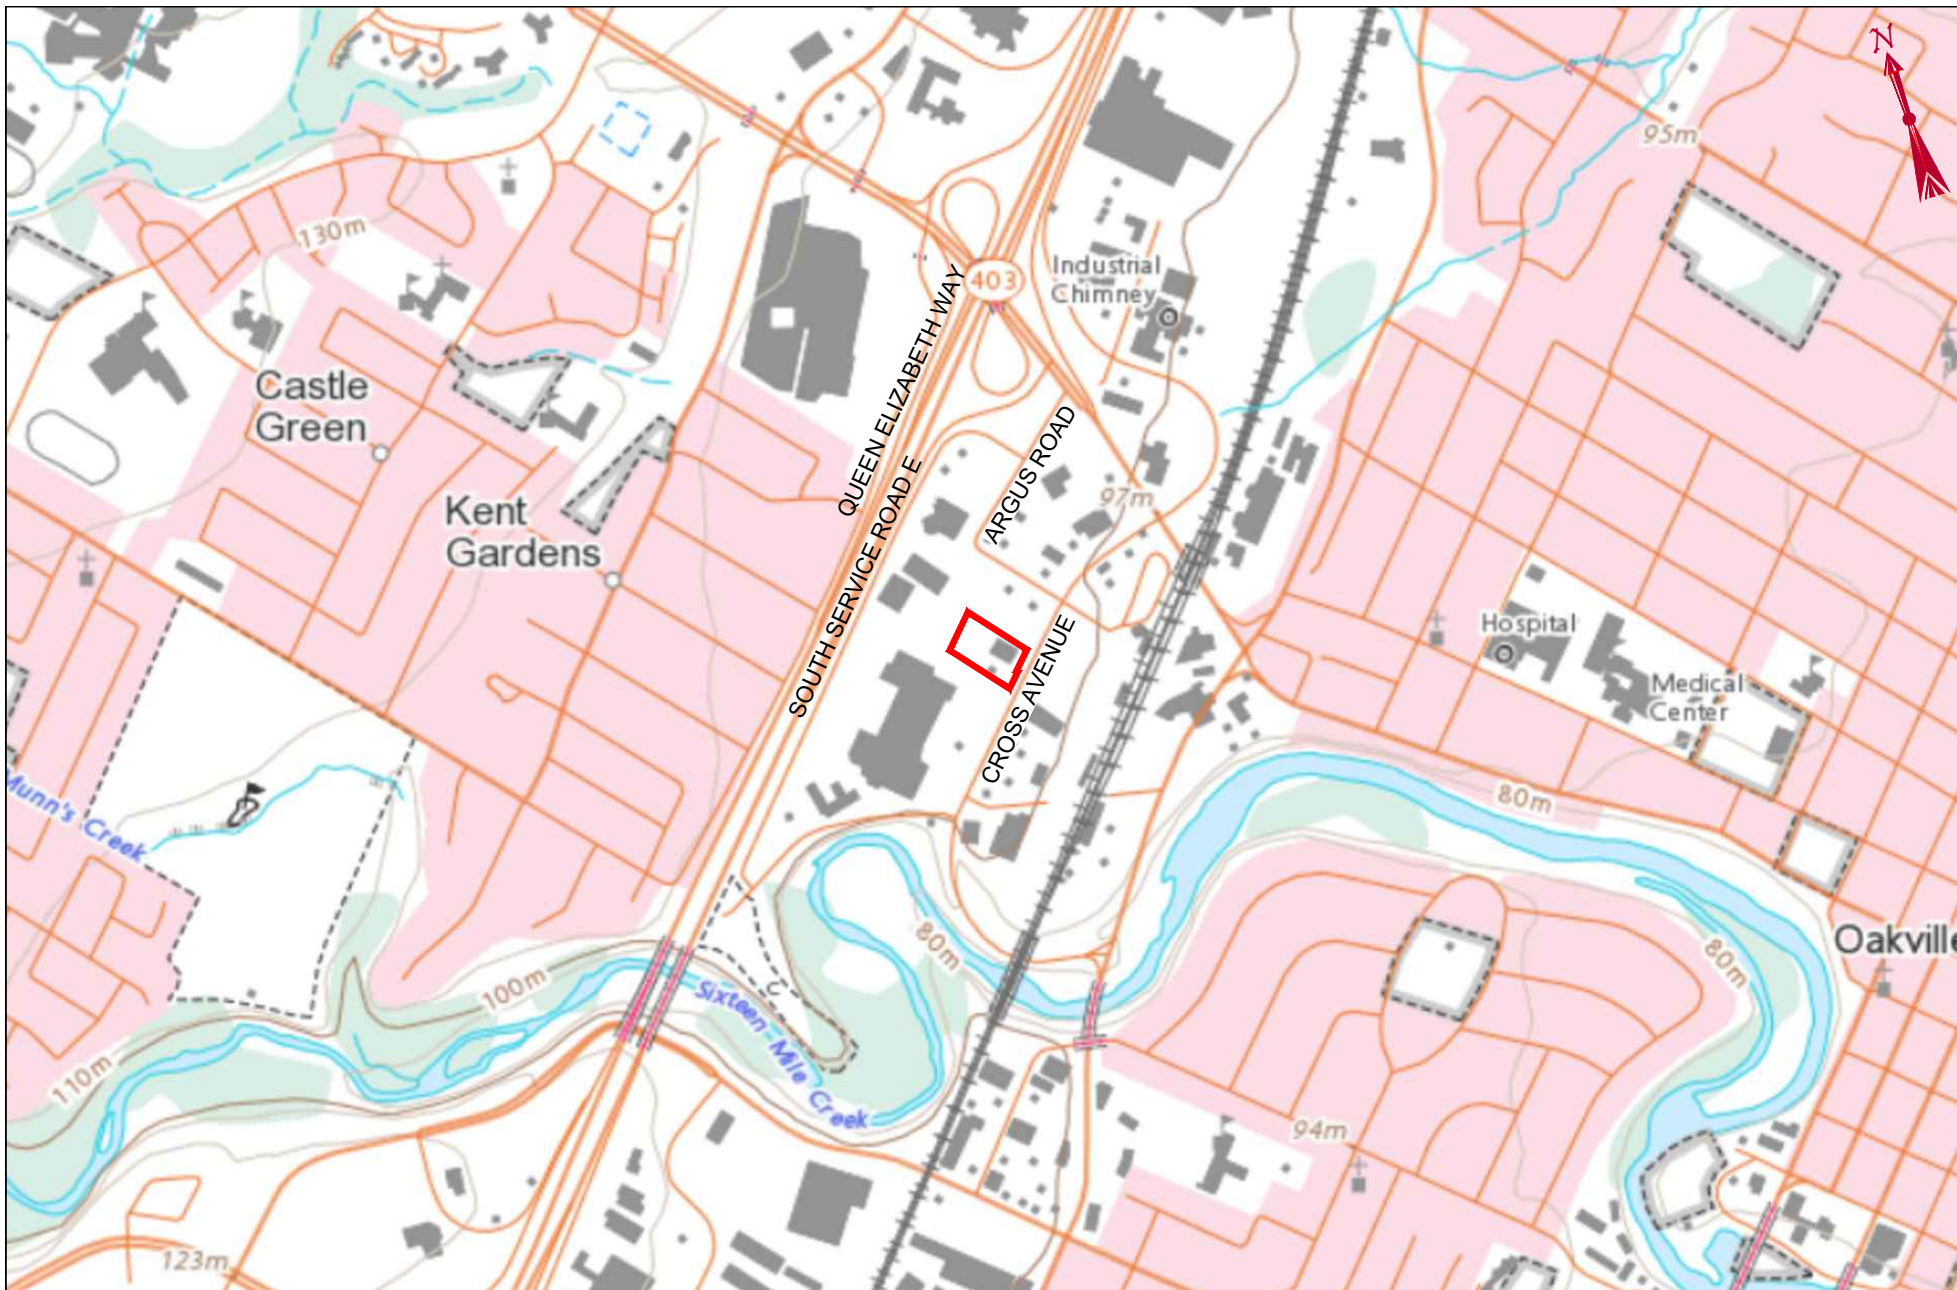 N
95m
130m
403
Industrial
Chimney
QUEEN ELIZABETH WAY
Castle
Green
ARGUS ROAD
97m
SOUTH SERVICE ROAD E
Kent
Gardens
CROSS AVENUE
Hospital
Medical
Center
Munn's Creek
80m
80m
Oakville
80m
100m
Sixteen Mile Creek
110m
94m
123m